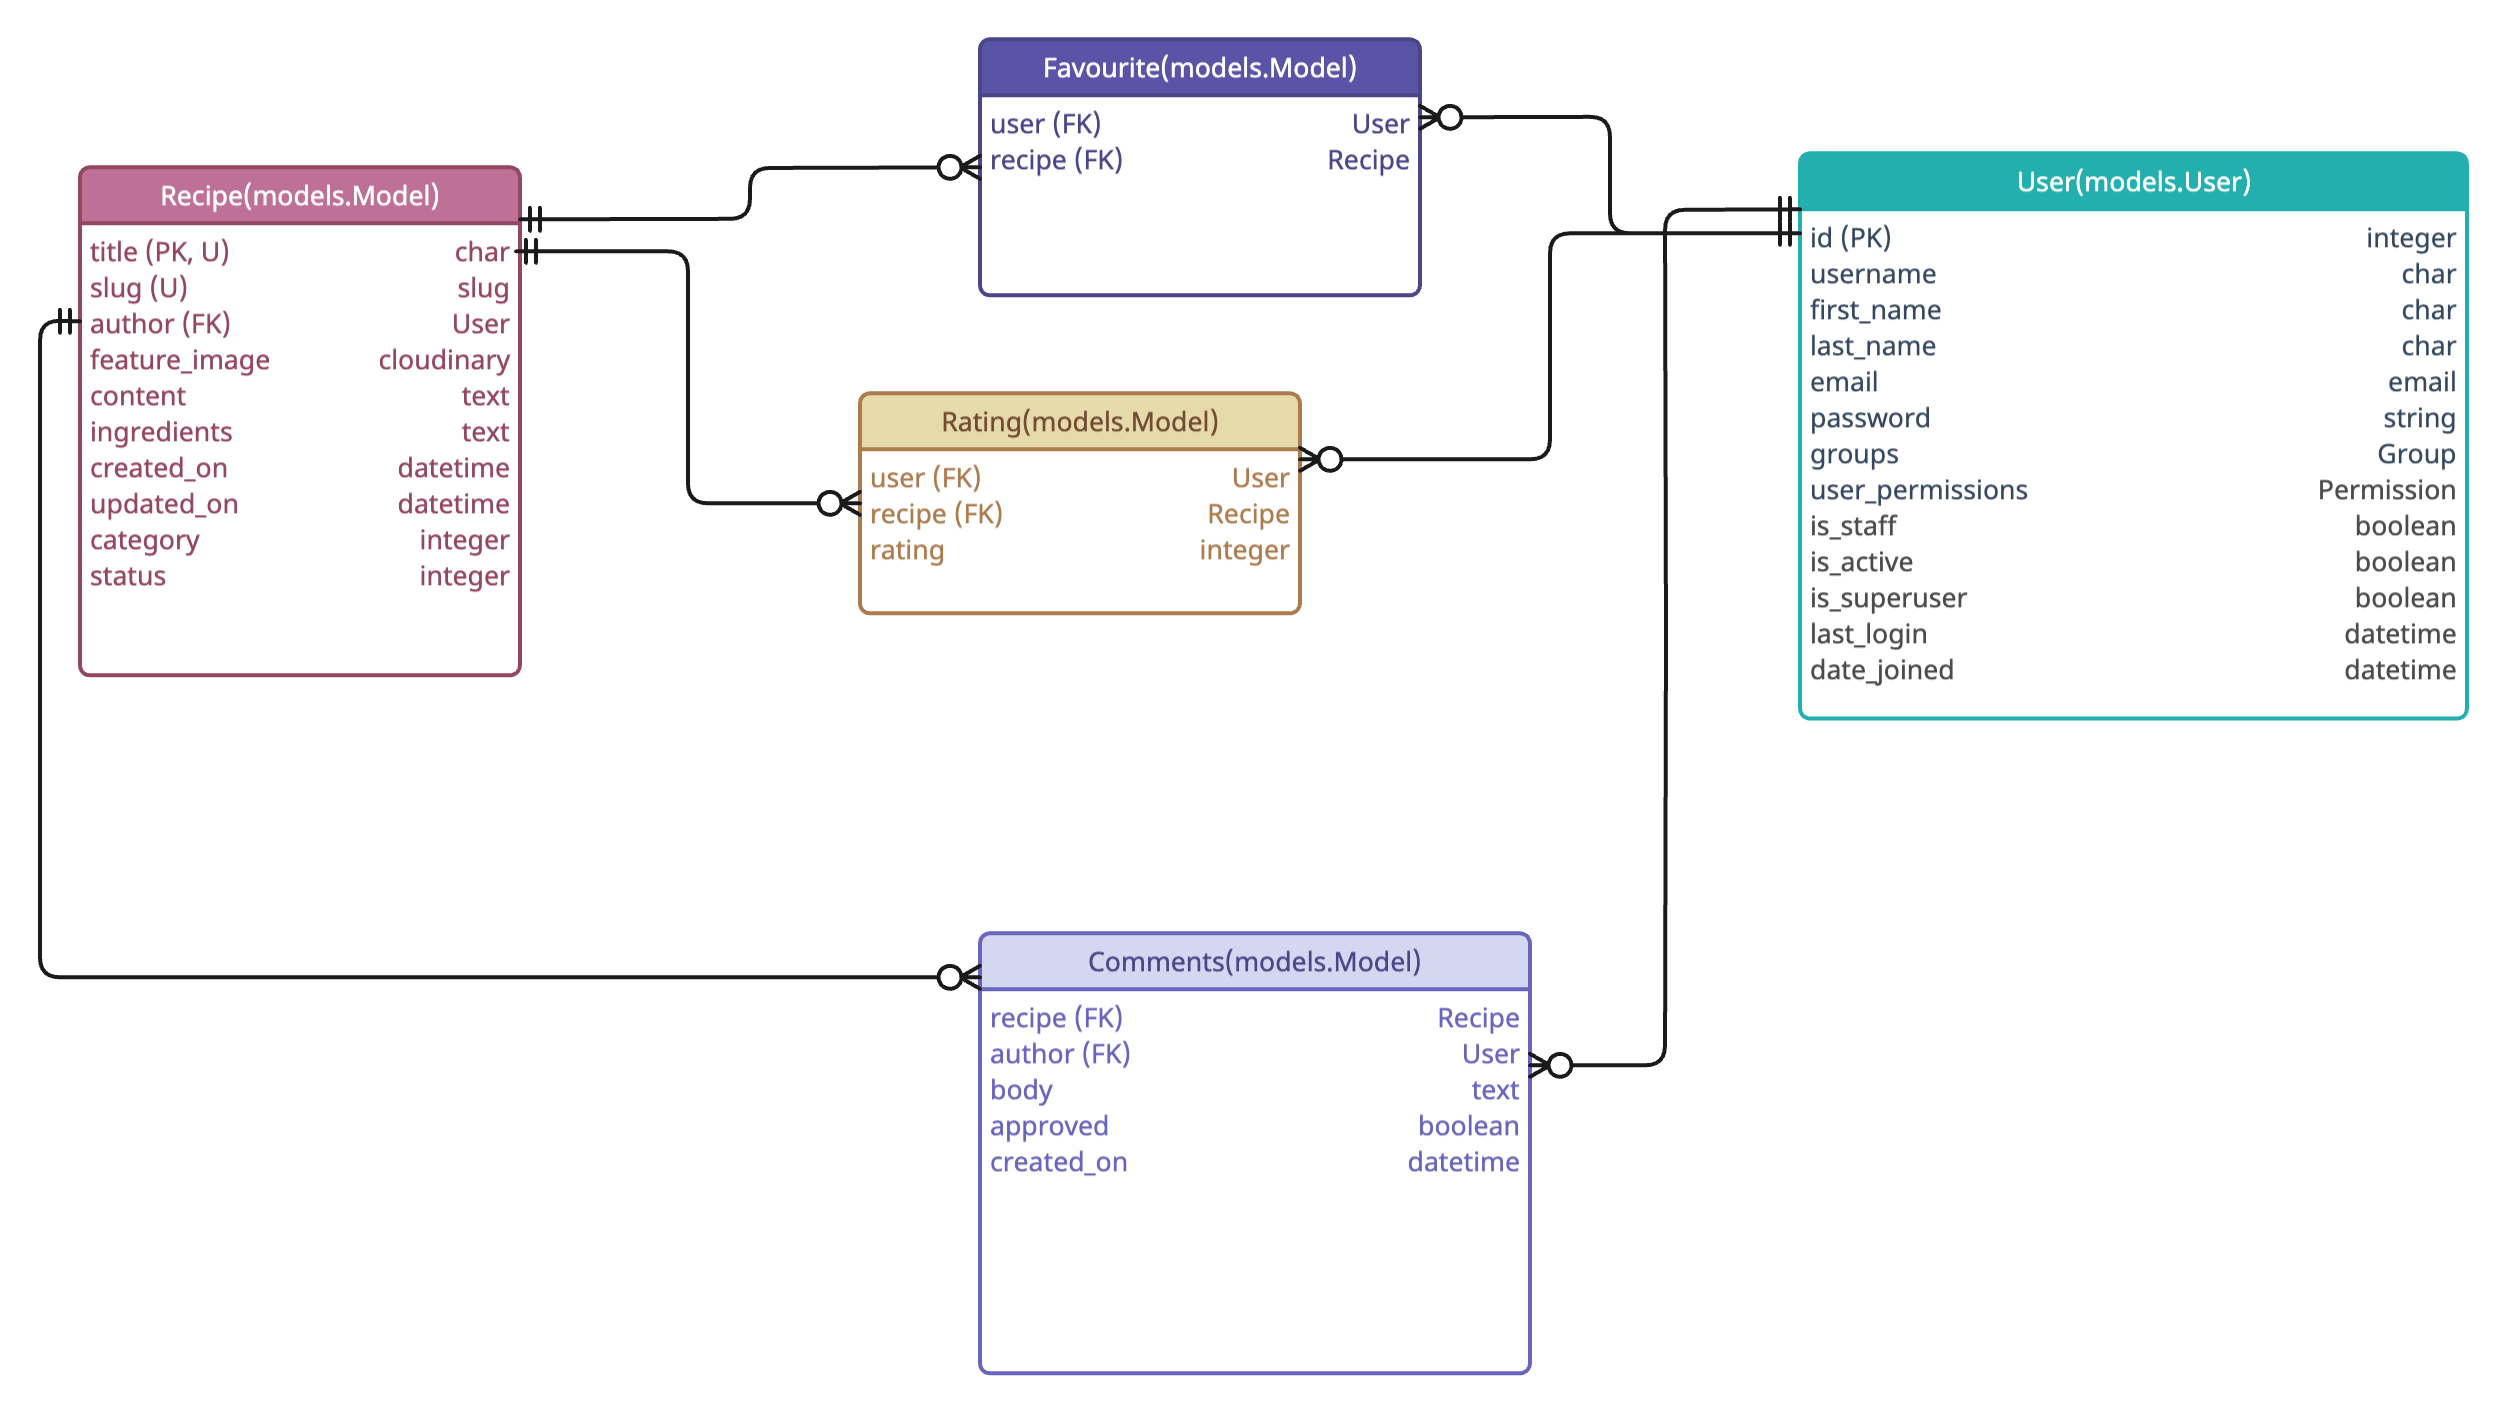 Favourite(models.Model)
user (FK) User
recipe (FK) Recipe
Recipe(models.Model)
title (PK, U) char
slug (U) slug
author (FK) User
feature_image cloudinary
content text
ingredients text
created_on datetime
updated_on datetime
category integer
status integer
User(models.User)
id (PK) integer
username char
first_name char
last_name char
email email
password string
groups Group
user_permissions Permission
is_staff boolean
is_active boolean
is_superuser boolean
last_login datetime
date_joined datetime
Rating(models.Model)
user (FK) User
recipe (FK) Recipe
rating integer
Comments(models.Model)
recipe (FK) Recipe
author (FK) User
body text
approved boolean
created_on datetime